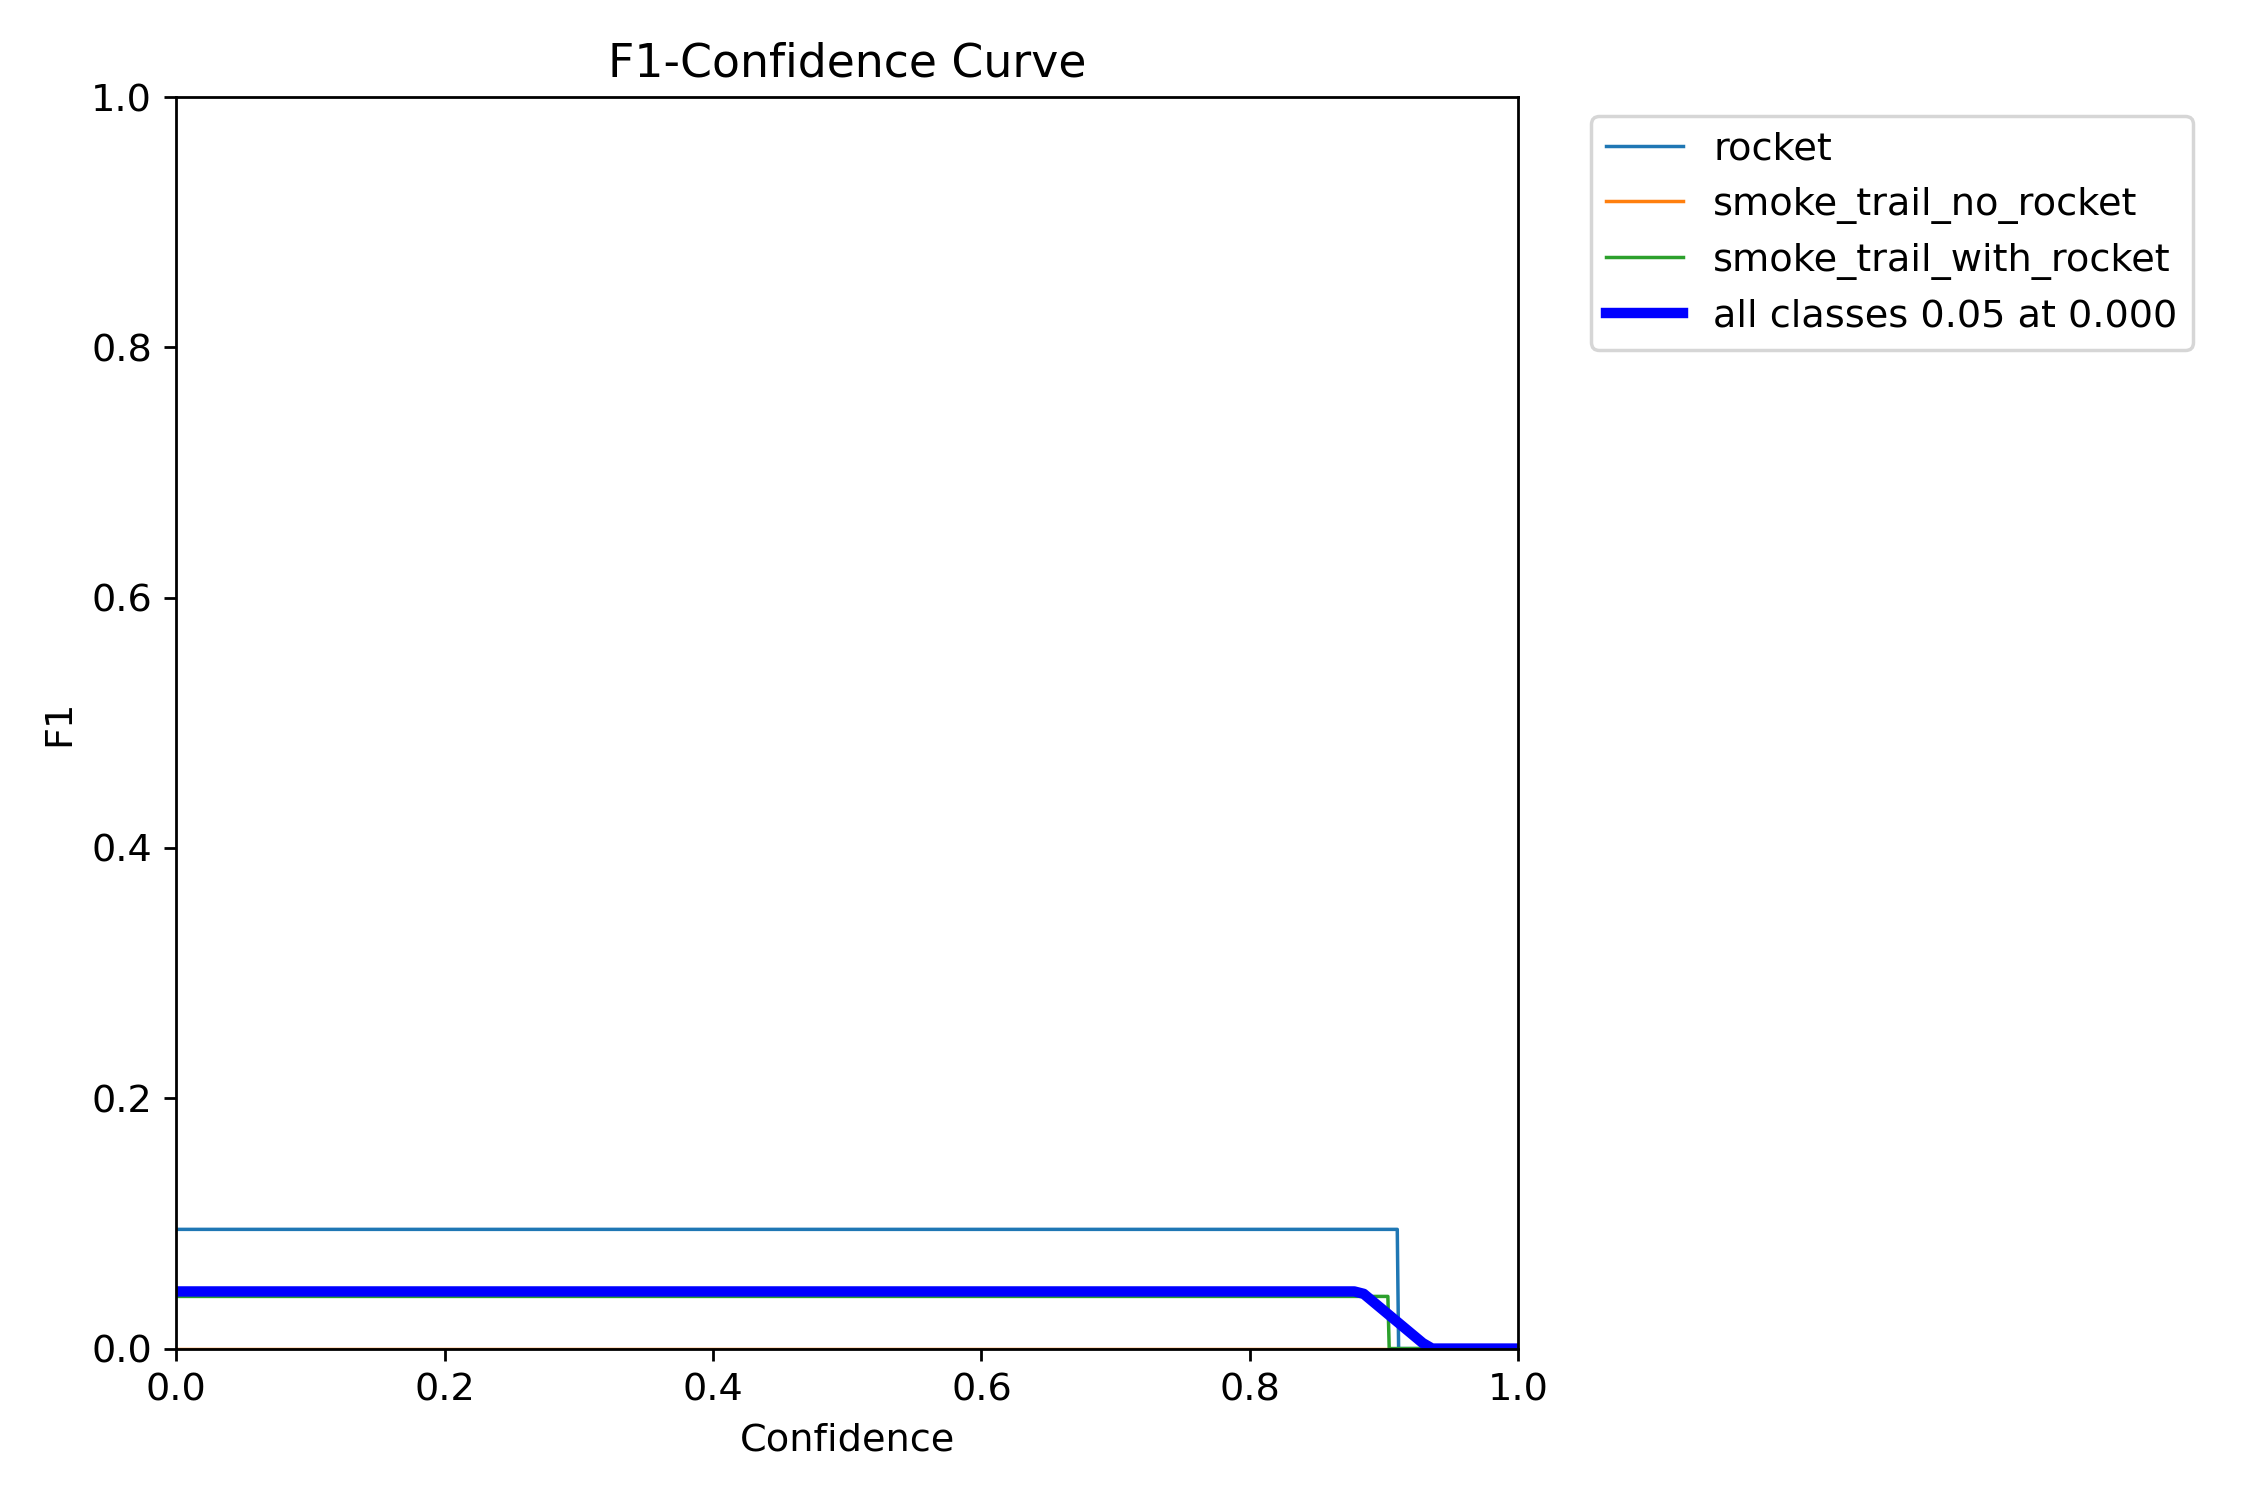 F1-Confidence Curve
1.0
0.8
0.6
0.4
0.2
0.0
F1
0.0 0.2 0.4 0.6 0.8 1.0
Confidence
rocket
smoke_trail_no_rocket
smoke_trail_with_rocket
all classes 0.05 at 0.000